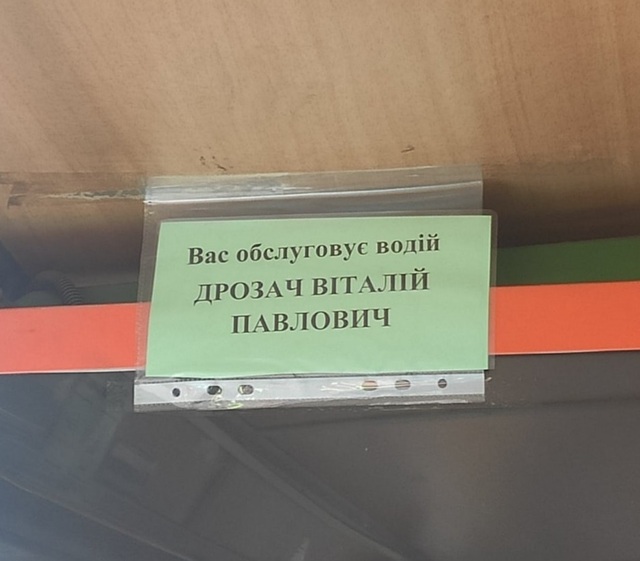 Вас обслуговує водій
ДРОЗАЧ ВІТАЛІЙ
ПАВЛОВИЧ